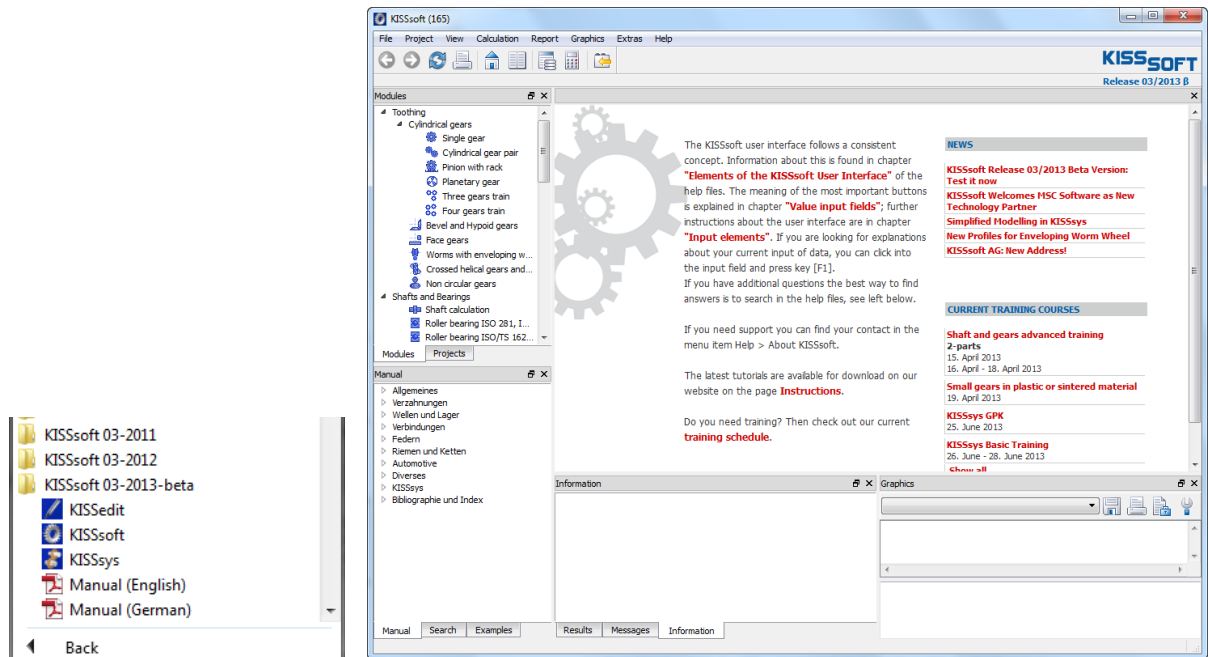 KISSsoft 03-2011
KISSsoft 03-2012
KISSsoft 03-2013-beta
KISSedit
KISSsoft
KISSsys
Manual (English)
Manual (German)
Back
KISSsoft (165)
File Project View Calculation Report Graphics Extras Help
KISSSOFT
Release 03/2013 β
Modules
Toothing
Cylindrical gears
Single gear
Cylindrical gear pair
Pinion with rack
Planetary gear
Three gears train
Four gears train
Bevel and Hypoid gears
Face gears
Worms with enveloping w...
Crossed helical gears and...
Non circular gears
Shafts and Bearings
Shaft calculation
Roller bearing ISO 281, I...
Roller bearing ISO/TS 162...
Modules Projects
Manual
Allgemeines
Verzahnungen
Wellen und Lager
Verbindungen
Federn
Riemen und Ketten
Automotive
Diverses
KISSsys
Bibliographie und Index
Manual Search Examples
The KISSsoft user interface follows a consistent
concept. Information about this is found in chapter
"Elements of the KISSsoft User Interface" of the
help files. The meaning of the most important buttons
is explained in chapter "Value input fields"; further
instructions about the user interface are in chapter
"Input elements". If you are looking for explanations
about your current input of data, you can click into
the input field and press key [F1].
If you have additional questions the best way to find
answers is to search in the help files, see left below.
If you need support you can find your contact in the
menu item Help > About KISSsoft.
The latest tutorials are available for download on our
website on the page Instructions.
Do you need training? Then check out our current
training schedule.
NEWS
KISSsoft Release 03/2013 Beta Version:
Test it now
KISSsoft Welcomes MSC Software as New
Technology Partner
Simplified Modelling in KISSsys
New Profiles for Enveloping Worm Wheel
KISSsoft AG: New Address!
CURRENT TRAINING COURSES
Shaft and gears advanced training
2-parts
15. April 2013
16. April - 18. April 2013
Small gears in plastic or sintered material
19. April 2013
KISSsys GPK
25. June 2013
KISSsys Basic Training
26. June - 28. June 2013
Show all
Information
Results Messages Information
Graphics